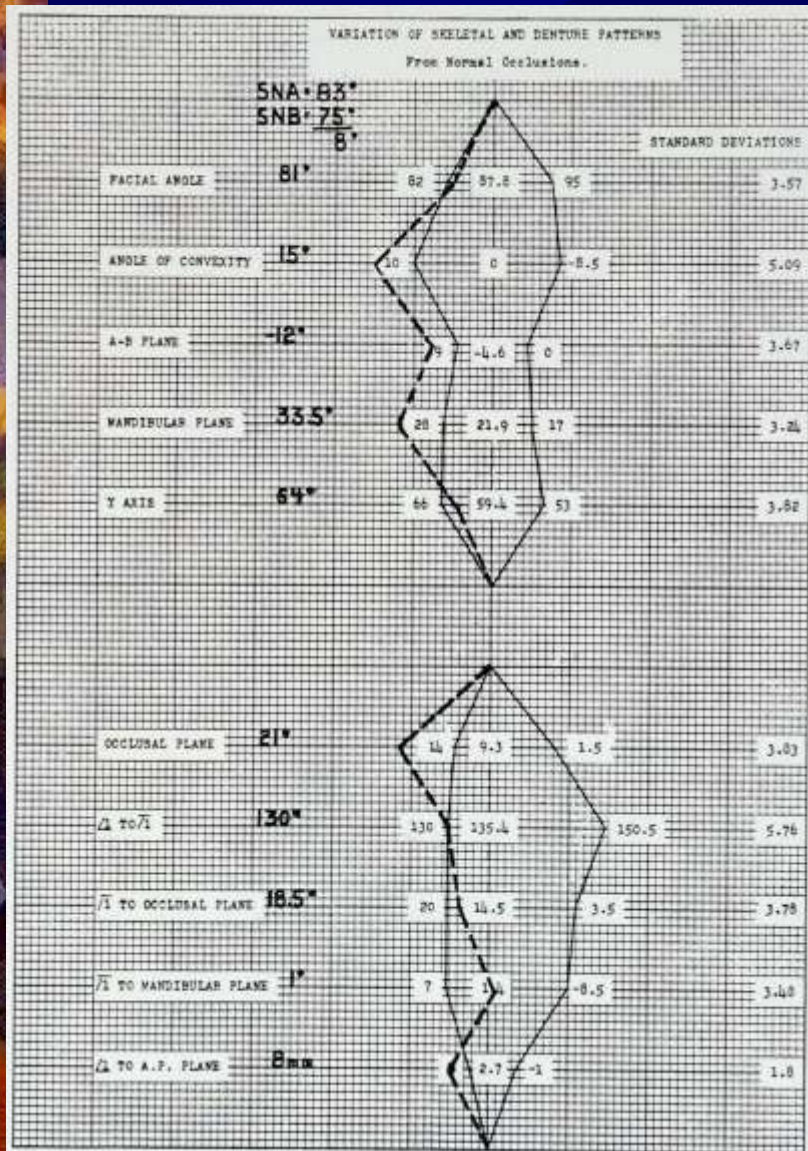 VARIATION OF SKELETAL AND DENTURE PATTERNS
From Normal Occlusions.
SNA· 83°
SNB· 75°
8°
STANDARD DEVIATIONS
FACIAL ANGLE 81° 82 87.8 95 3.57
ANGLE OF CONVEXITY 15° 10 0 -8.5 5.09
A-B PLANE -12° 9 -4.6 0 3.67
MANDIBULAR PLANE 33.5° 28 21.9 17 3.24
Y AXIS 64° 66 59.4 53 3.82
OCCLUSAL PLANE 21° 14 9.3 1.5 3.83
TO 130° 130 135.4 150.5 5.76
TO OCCLUSAL PLANE 18.5° 20 14.5 3.5 3.78
TO MANDIBULAR PLANE 1° 7 1.4 -8.5 3.48
TO A.P. PLANE 8mm 2.7 -1 1.8